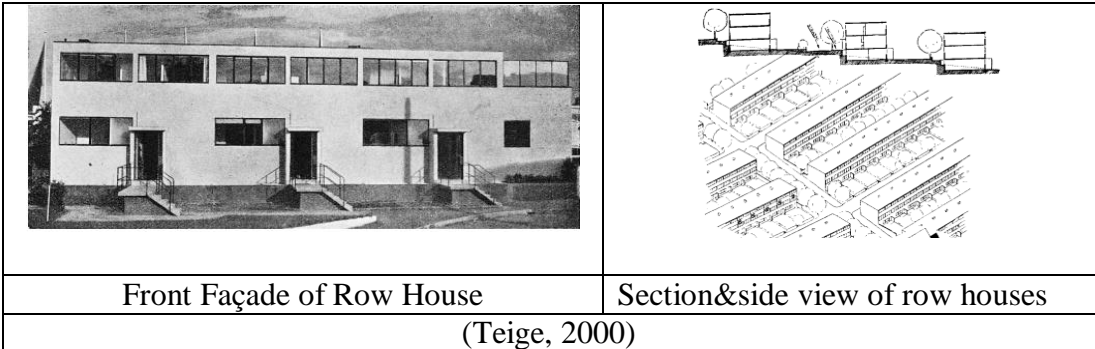 Front Façade of Row House
Section&side view of row houses
(Teige, 2000)